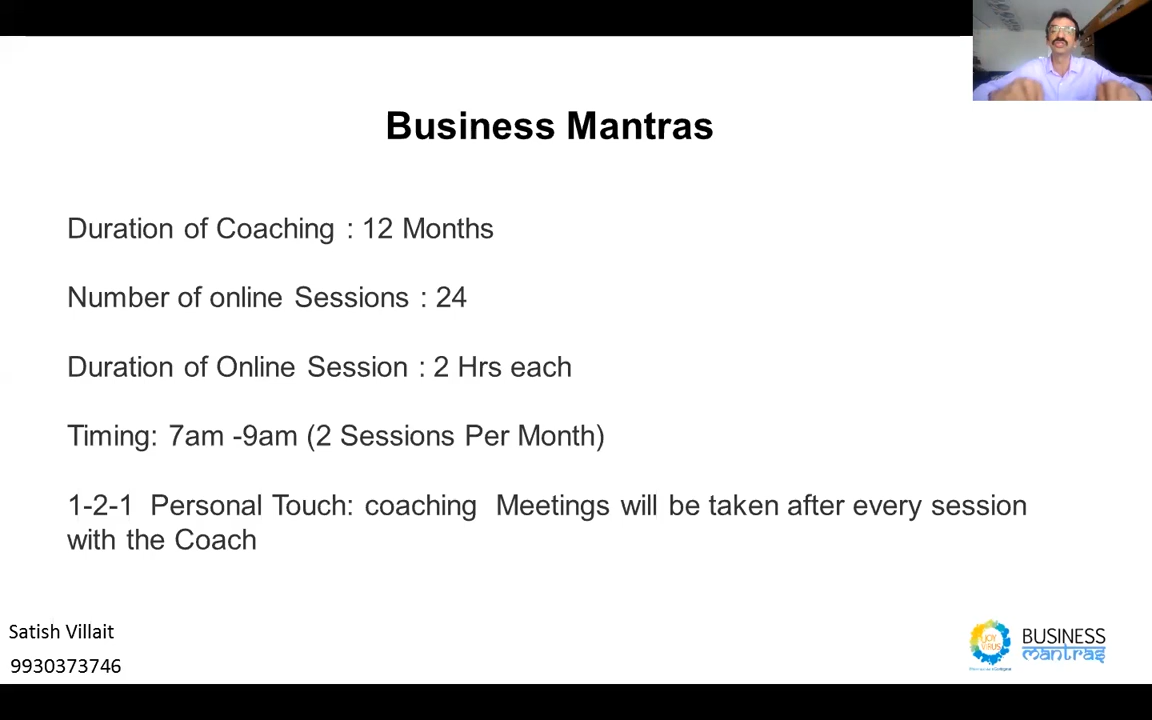 Business Mantras
Duration of Coaching : 12 Months
Number of online Sessions : 24
Duration of Online Session : 2 Hrs each
Timing: 7am -9am (2 Sessions Per Month)
1-2-1 Personal Touch: coaching Meetings will be taken after every session
with the Coach
Satish Villait
9930373746
JOY
VIRUS
BUSINESS
mantras